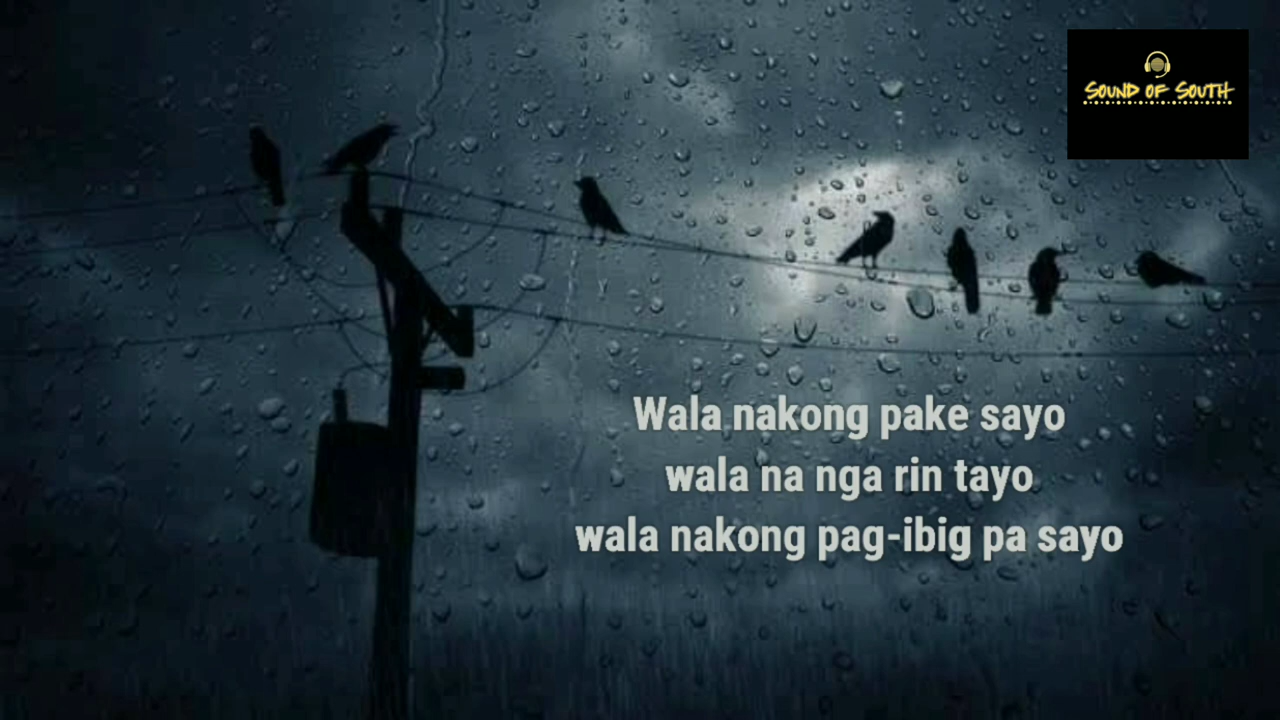 SOUND OF SOUTH
Wala nakong pake sayo
wala na nga rin tayo
wala nakong pag-ibig pa sayo